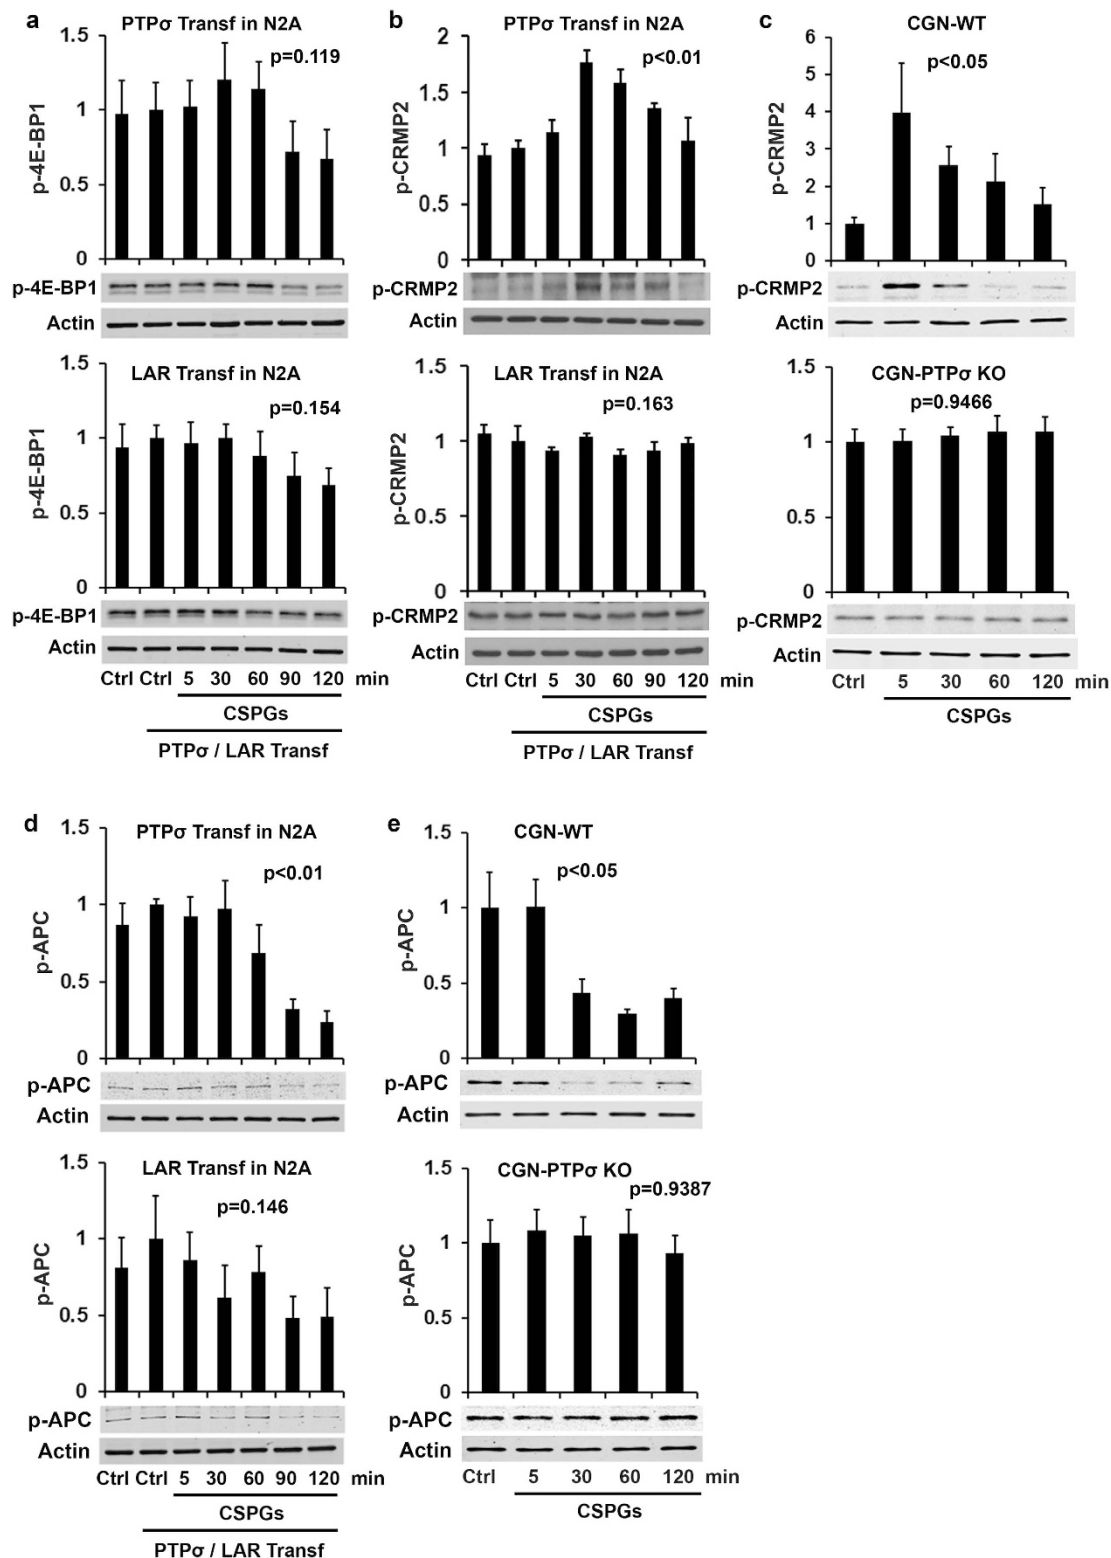 a
PTPσ Transf in N2A
p=0.119
1.5
1
0.5
0
p-4E-BP1
p-4E-BP1
Actin
LAR Transf in N2A
p=0.154
1.5
1
0.5
0
p-4E-BP1
p-4E-BP1
Actin
Ctrl Ctrl 5 30 60 90 120 min
CSPGs
PTPσ / LAR Transf
b
PTPσ Transf in N2A
p<0.01
2
1.5
1
0.5
0
p-CRMP2
p-CRMP2
Actin
LAR Transf in N2A
p=0.163
1.5
1
0.5
0
p-CRMP2
p-CRMP2
Actin
Ctrl Ctrl 5 30 60 90 120 min
CSPGs
PTPσ / LAR Transf
c
CGN-WT
p<0.05
6
5
4
3
2
1
0
p-CRMP2
p-CRMP2
Actin
CGN-PTPσ KO
p=0.9466
1.5
1
0.5
0
p-CRMP2
Actin
Ctrl 5 30 60 120 min
CSPGs
d
PTPσ Transf in N2A
p<0.01
1.5
1
0.5
0
p-APC
p-APC
Actin
LAR Transf in N2A
p=0.146
1.5
1
0.5
0
p-APC
p-APC
Actin
Ctrl Ctrl 5 30 60 90 120 min
CSPGs
PTPσ / LAR Transf
e
CGN-WT
p<0.05
1.5
1
0.5
0
p-APC
p-APC
Actin
CGN-PTPσ KO
p=0.9387
1.5
1
0.5
0
p-APC
p-APC
Actin
Ctrl 5 30 60 120 min
CSPGs